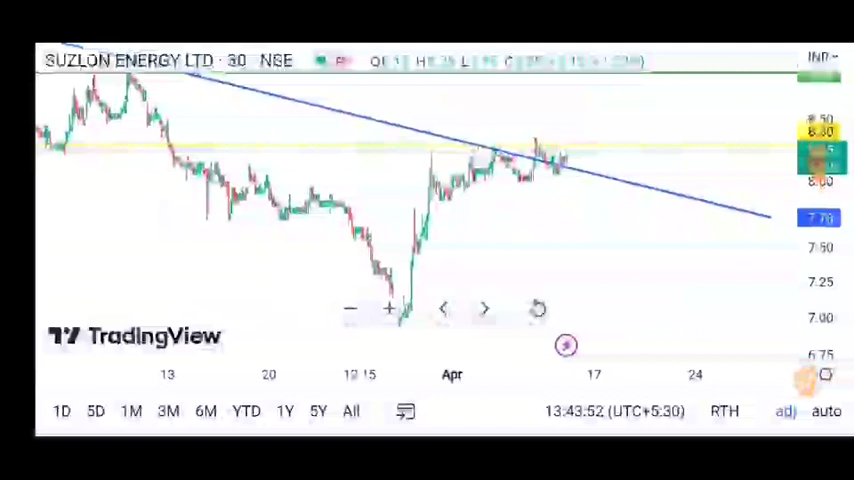 SUZLON ENERGY LTD · 30 · NSE
INR
8.50
8.30
8.00
7.75
7.50
7.25
7.00
6.75
TradingView
13 20 Apr 17 24
1D 5D 1M 3M 6M YTD 1Y 5Y All 13:43:52 (UTC+5:30) RTH adj auto